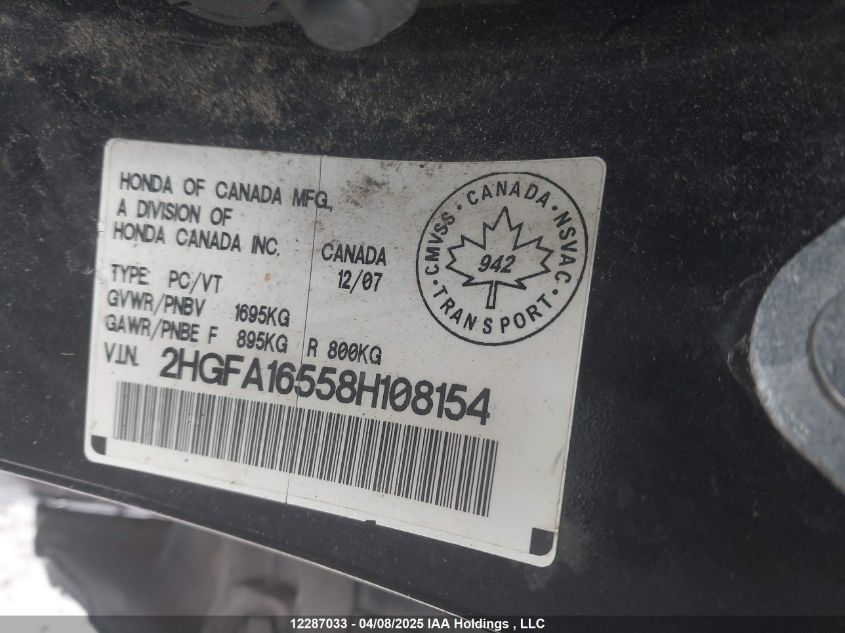 HONDA OF CANADA MFG.,
A DIVISION OF
HONDA CANADA INC.
CANADA
12/07
TYPE: PC/VT
GVWR/PNBV 1695KG
GAWR/PNBE F 895KG R 800KG
V.I.N. 2HGFA16558H108154
CMVSS · CANADA · NSVAC
942
TRANSPORT
12287033 - 04/08/2025 IAA Holdings , LLC